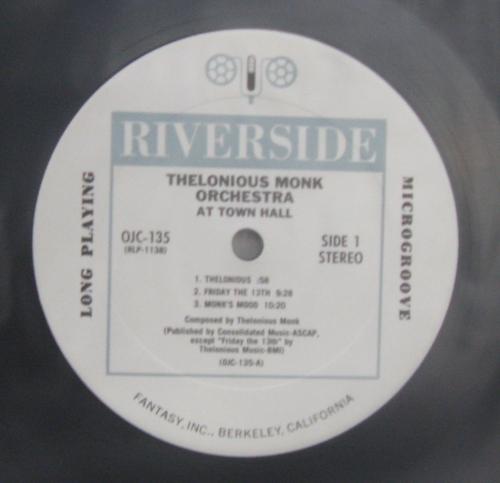 RIVERSIDE
THELONIOUS MONK
ORCHESTRA
AT TOWN HALL
OJC-135
(RLP-1138)
SIDE 1
STEREO
1. THELONIOUS :58
2. FRIDAY THE 13TH 9:28
3. MONK'S MOOD 10:20
Composed by Thelonious Monk
(Published by Consolidated Music-ASCAP,
except "Friday the 13th" by
Thelonious Music-BMI)
(OJC-135-A)
LONG PLAYING
MICROGROOVE
FANTASY, INC., BERKELEY, CALIFORNIA